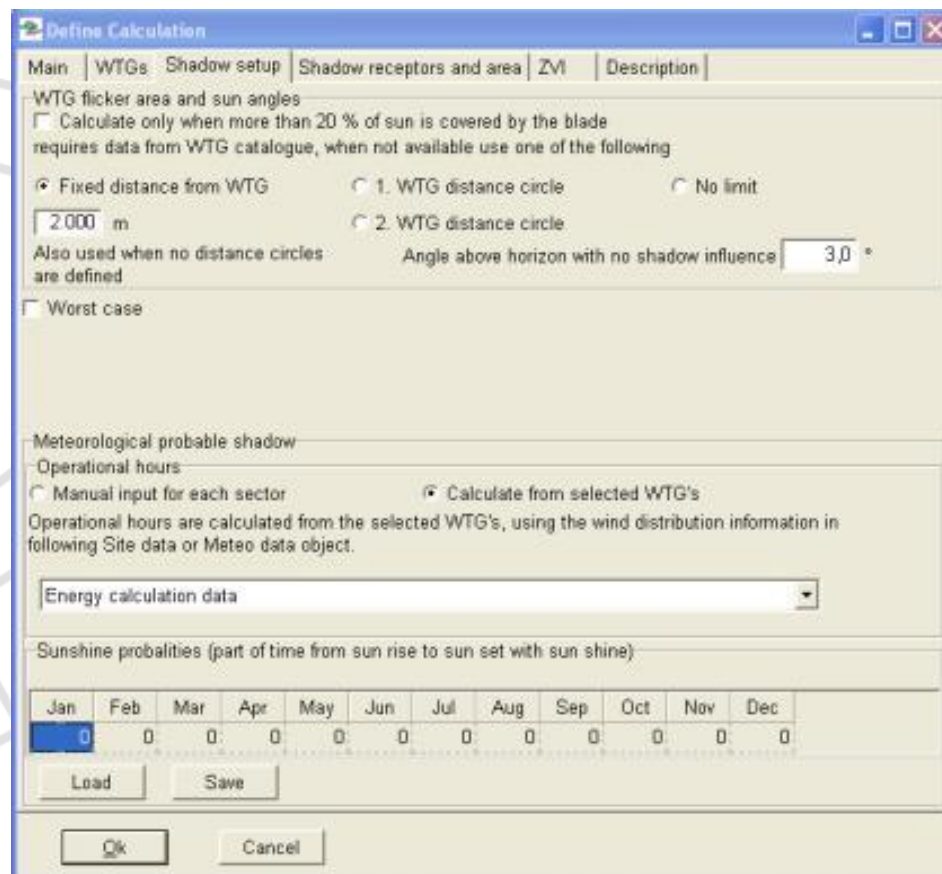 Define Calculation
Main WTGs Shadow setup Shadow receptors and area ZVI Description
WTG flicker area and sun angles
Calculate only when more than 20 % of sun is covered by the blade
requires data from WTG catalogue, when not available use one of the following
Fixed distance from WTG 1. WTG distance circle No limit
2.000 m 2. WTG distance circle
Also used when no distance circles Angle above horizon with no shadow influence 3,0 °
are defined
Worst case
Meteorological probable shadow
Operational hours
Manual input for each sector Calculate from selected WTG's
Operational hours are calculated from the selected WTG's, using the wind distribution information in
following Site data or Meteo data object.
Energy calculation data
Sunshine probalities (part of time from sun rise to sun set with sun shine)
Jan Feb Mar Apr May Jun Jul Aug Sep Oct Nov Dec
0 0 0 0 0 0 0 0 0 0 0 0
Load Save
Ok Cancel